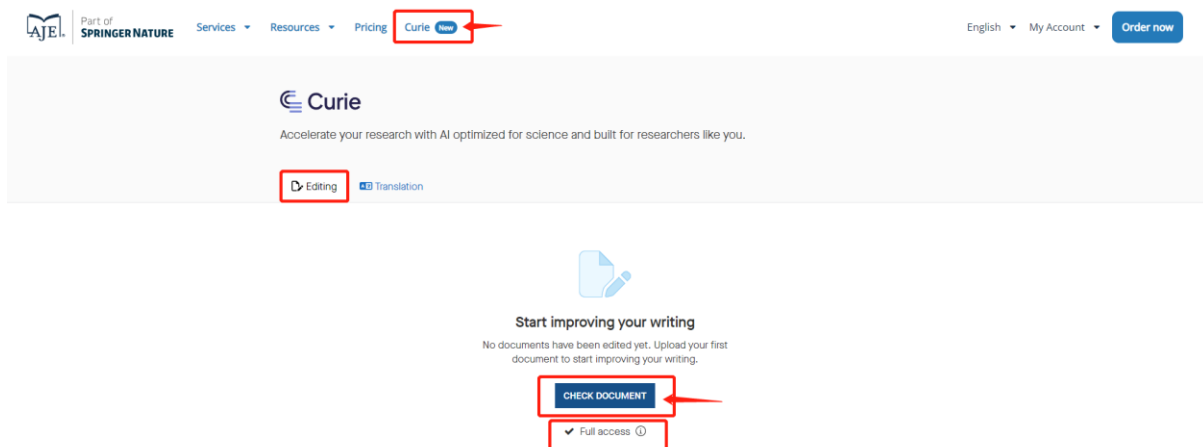 AJE. Part of SPRINGER NATURE Services Resources Pricing Curie New English My Account Order now
Curie
Accelerate your research with AI optimized for science and built for researchers like you.
Editing Translation
Start improving your writing
No documents have been edited yet. Upload your first
document to start improving your writing.
CHECK DOCUMENT
Full access